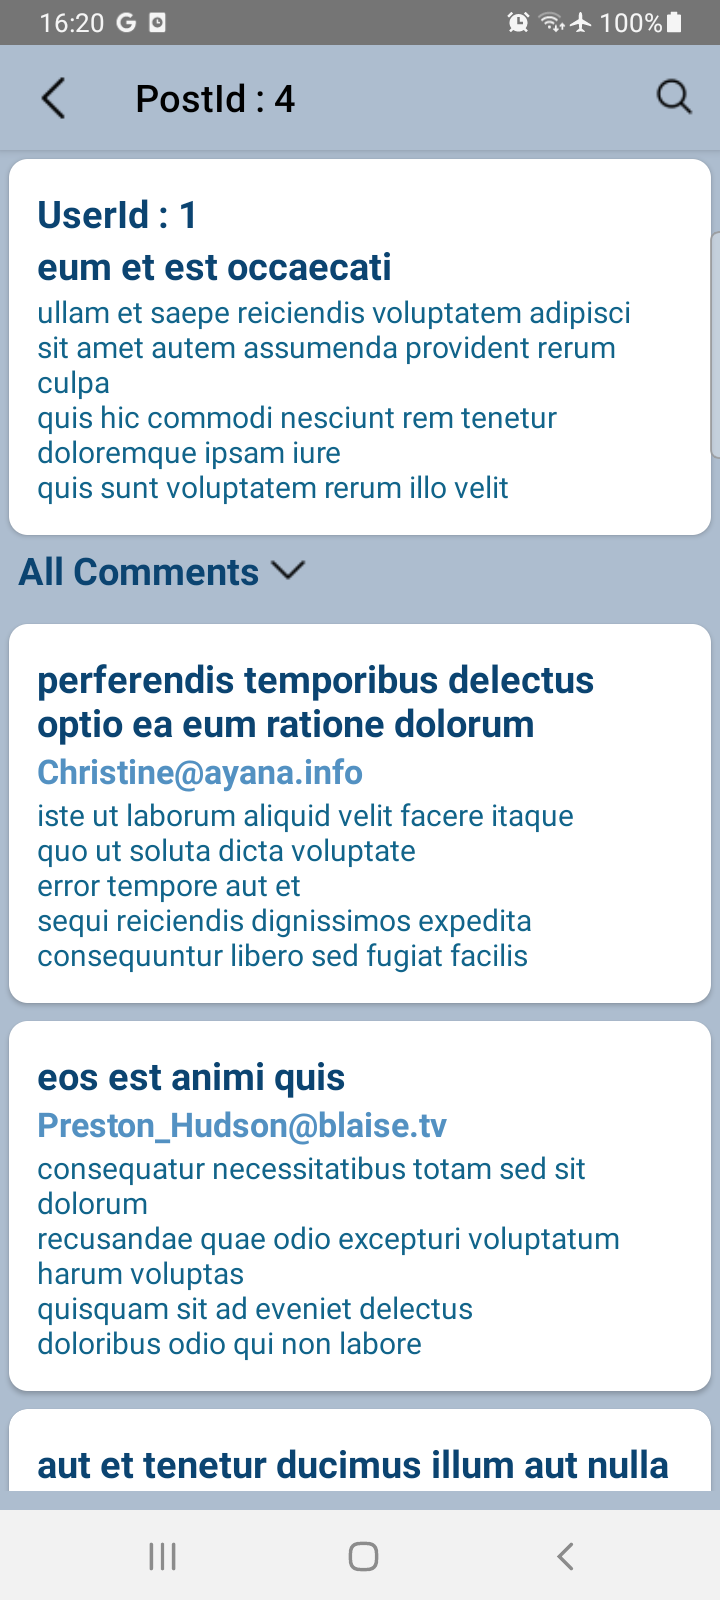 16:20
100%
PostId : 4
UserId : 1
eum et est occaecati
ullam et saepe reiciendis voluptatem adipisci
sit amet autem assumenda provident rerum
culpa
quis hic commodi nesciunt rem tenetur
doloremque ipsam iure
quis sunt voluptatem rerum illo velit
All Comments
perferendis temporibus delectus
optio ea eum ratione dolorum
Christine@ayana.info
iste ut laborum aliquid velit facere itaque
quo ut soluta dicta voluptate
error tempore aut et
sequi reiciendis dignissimos expedita
consequuntur libero sed fugiat facilis
eos est animi quis
Preston_Hudson@blaise.tv
consequatur necessitatibus totam sed sit
dolorum
recusandae quae odio excepturi voluptatum
harum voluptas
quisquam sit ad eveniet delectus
doloribus odio qui non labore
aut et tenetur ducimus illum aut nulla